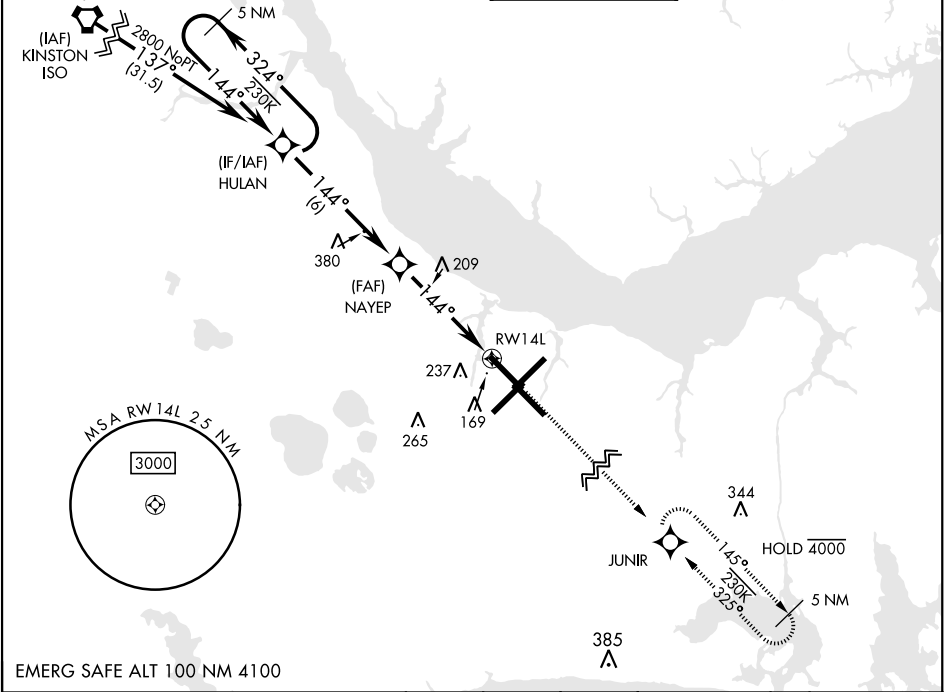 5 NM
(IAF)
KINSTON
ISO
2800 NoPT
137°
(31.5)
144°
324°
230K
(IF/IAF)
HULAN
144°
(6)
380
209
(FAF)
NAYEP
144°
RW14L
237
169
265
MSA RW14L 25 NM
3000
344
JUNIR
145°
HOLD 4000
230K
325°
5 NM
385
EMERG SAFE ALT 100 NM 4100